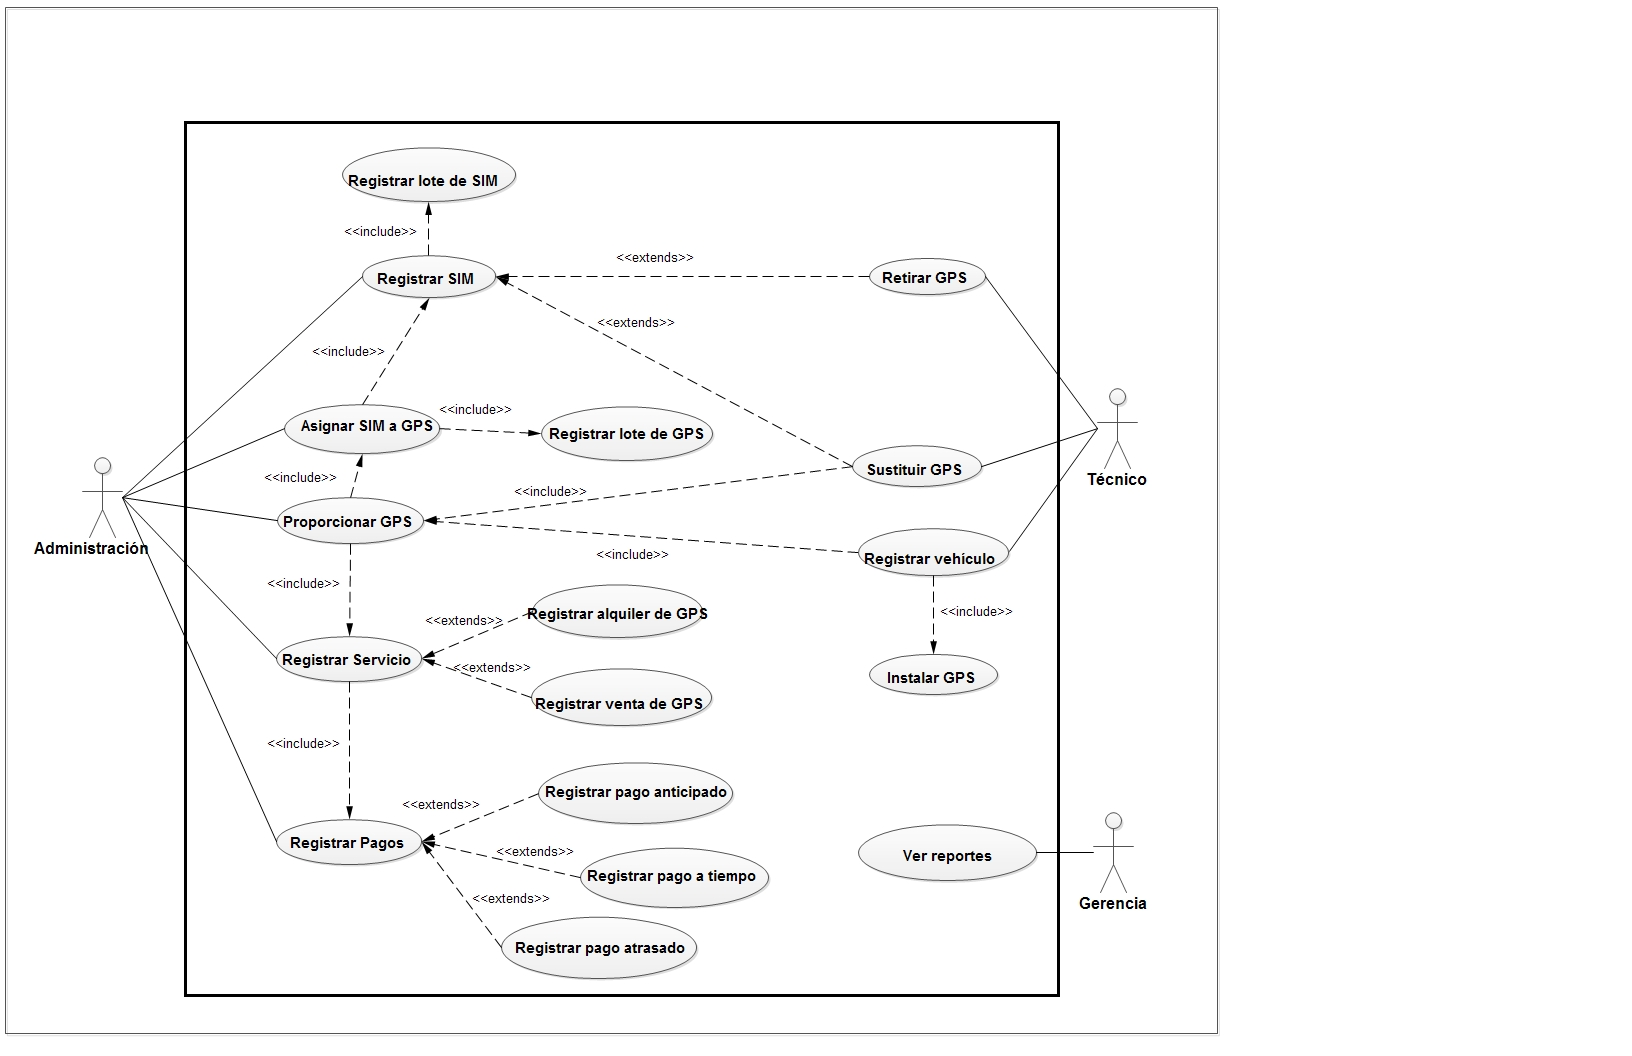 Registrar lote de SIM
<<include>>
Registrar SIM
<<extends>>
Retirar GPS
<<extends>>
<<include>>
Asignar SIM a GPS
<<include>>
Registrar lote de GPS
Sustituir GPS
Técnico
<<include>>
<<include>>
Proporcionar GPS
Administración
<<include>>
Registrar vehículo
<<include>>
<<include>>
Registrar alquiler de GPS
<<extends>>
Registrar Servicio
<<extends>>
Instalar GPS
Registrar venta de GPS
<<include>>
Registrar pago anticipado
<<extends>>
Registrar Pagos
<<extends>>
Ver reportes
Registrar pago a tiempo
<<extends>>
Gerencia
Registrar pago atrasado